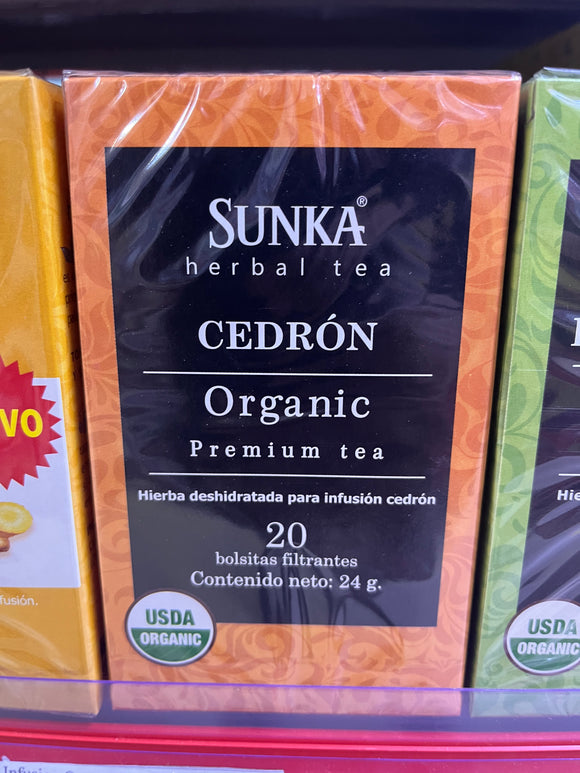 SUNKA®
herbal tea
CEDRÓN
Organic
Premium tea
Hierba deshidratada para infusión cedrón
20
bolsitas filtrantes
Contenido neto: 24 g.
USDA
ORGANIC
VO
fusión.
Hie
USDA
ORGANIC